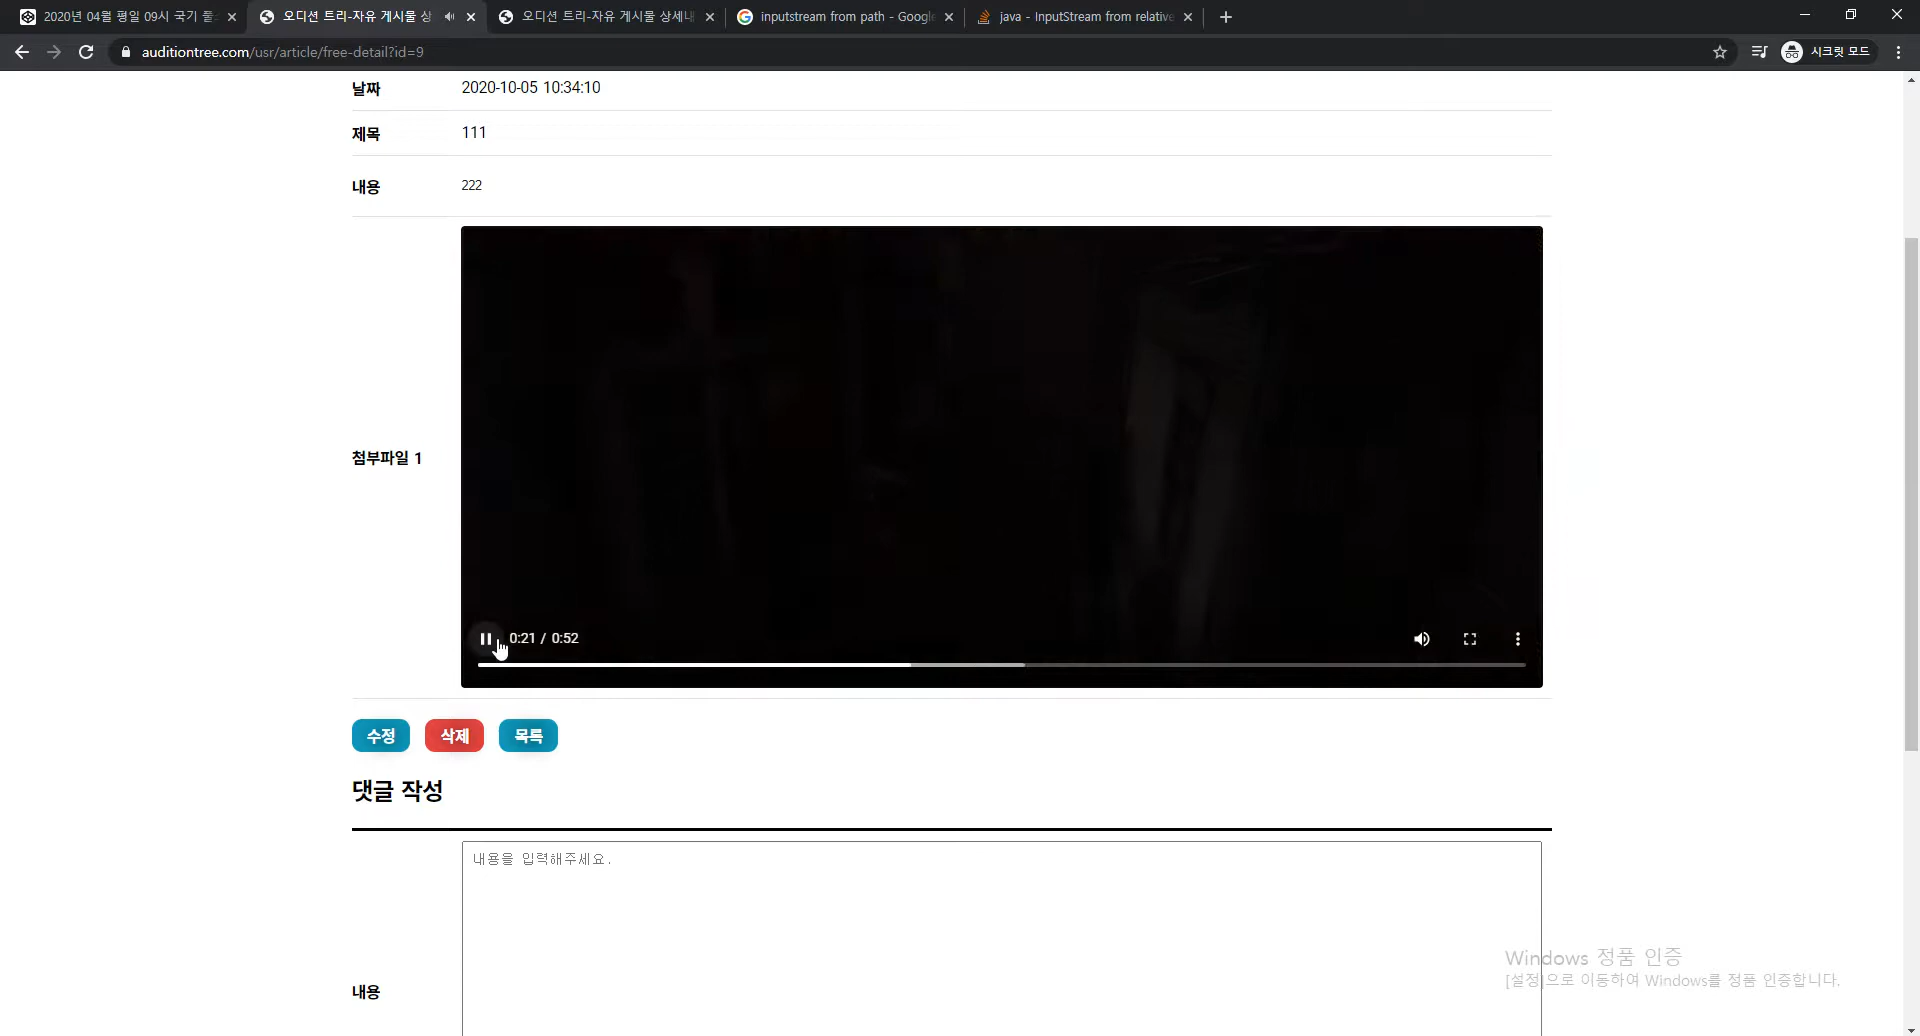 2020년 04월 평일 09시 국기
오디션 트리-자유 게시물 상
오디션 트리-자유 게시물 상세내
inputstream from path - Google
java - InputStream from relative
auditiontree.com/usr/article/free-detail?id=9
시크릿 모드
날짜 2020-10-05 10:34:10
제목 111
내용 222
첨부파일 1
0:21 / 0:52
수정 삭제 목록
댓글 작성
내용을 입력해주세요.
내용
Windows 정품 인증
[설정]으로 이동하여 Windows를 정품 인증합니다.